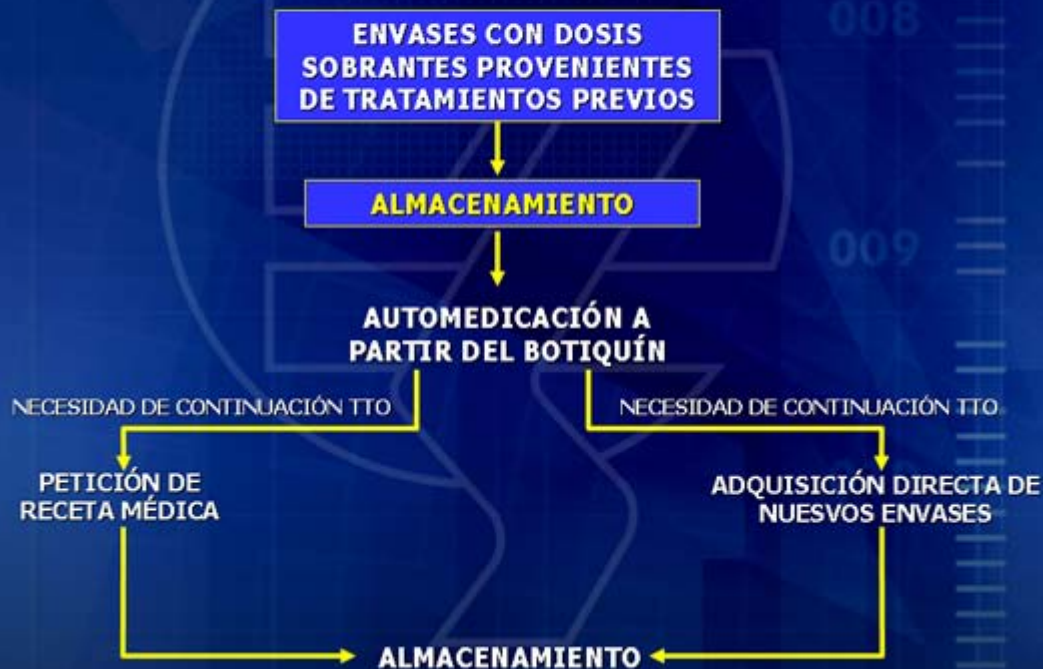 008
ENVASES CON DOSIS
SOBRANTES PROVENIENTES
DE TRATAMIENTOS PREVIOS
ALMACENAMIENTO
009
AUTOMEDICACIÓN A
PARTIR DEL BOTIQUÍN
NECESIDAD DE CONTINUACIÓN TTO
NECESIDAD DE CONTINUACIÓN TTO
PETICIÓN DE
RECETA MÉDICA
ADQUISICIÓN DIRECTA DE
NUESVOS ENVASES
ALMACENAMIENTO